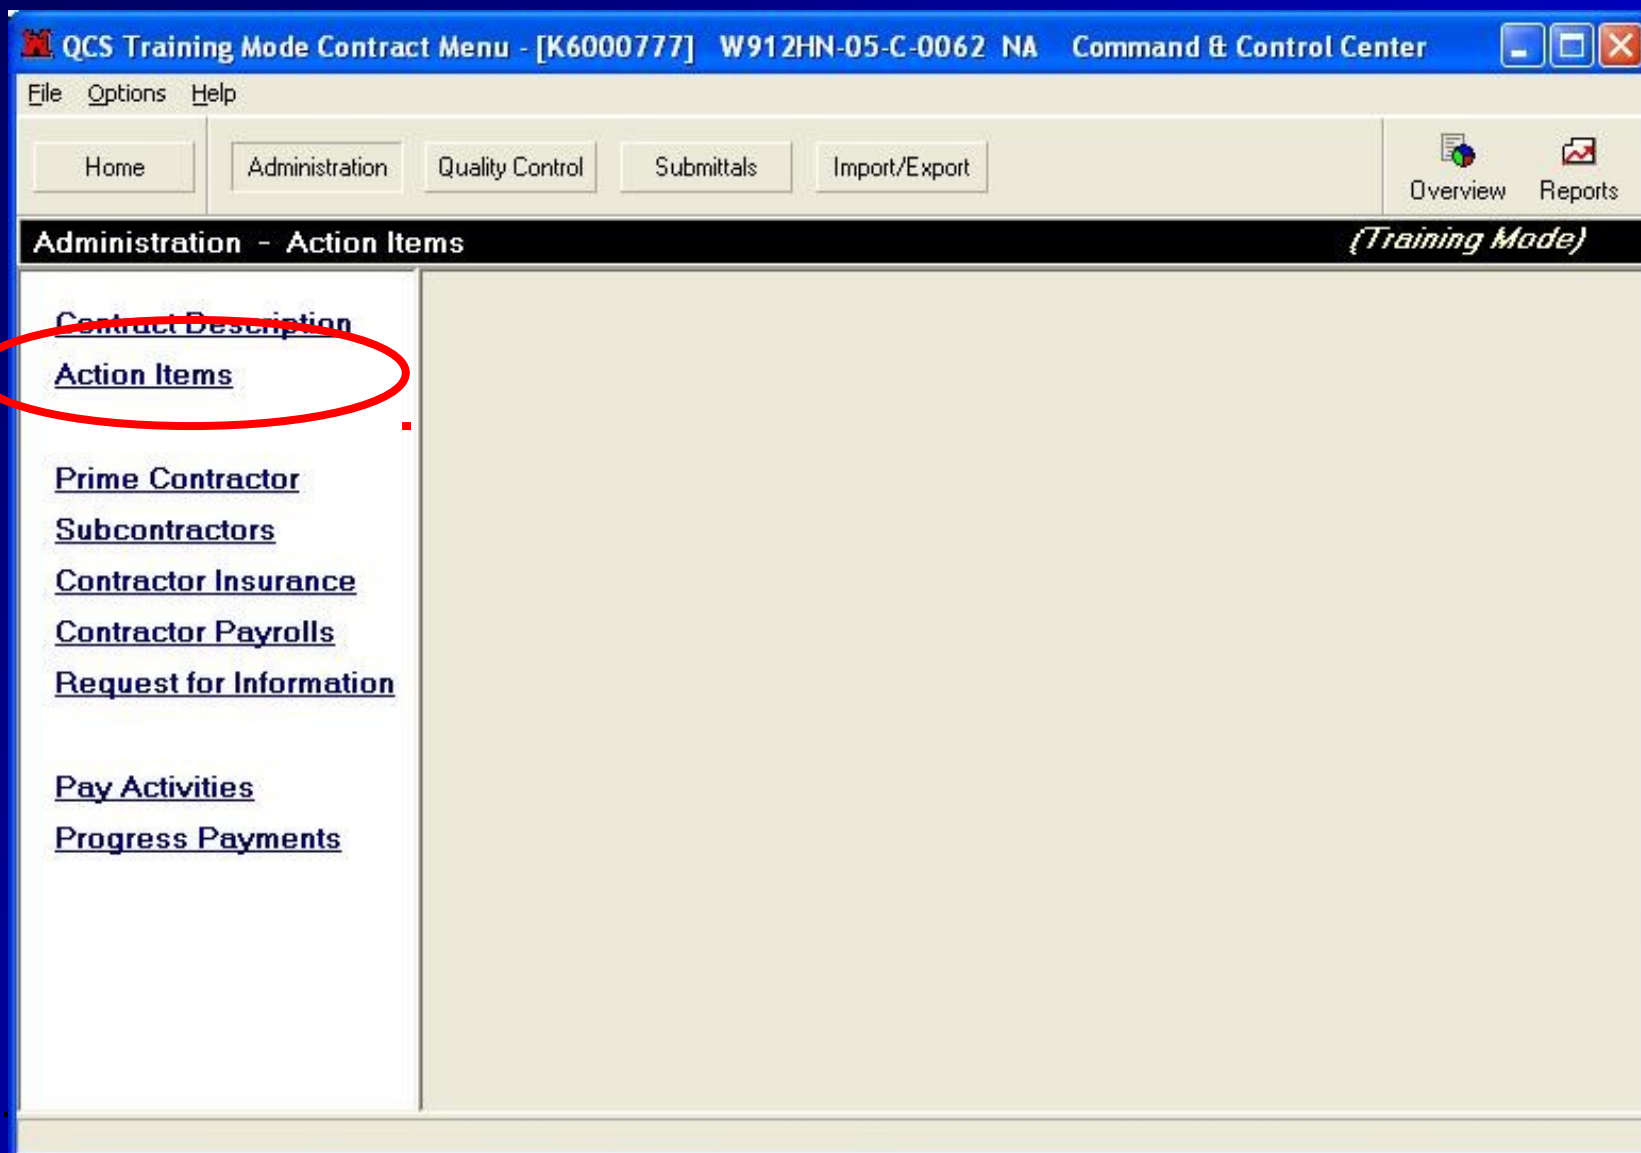 QCS Training Mode Contract Menu - [K6000777] W912HN-05-C-0062 NA Command & Control Center
File Options Help
Home Administration Quality Control Submittals Import/Export Overview Reports
Administration - Action Items (Training Mode)
Contract Description
Action Items
Prime Contractor
Subcontractors
Contractor Insurance
Contractor Payrolls
Request for Information
Pay Activities
Progress Payments